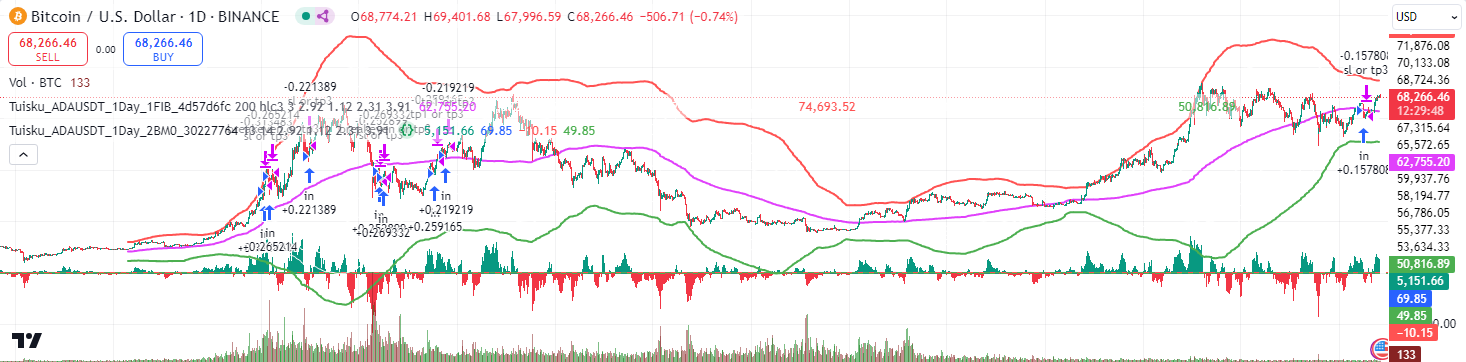 Bitcoin / U.S. Dollar · 1D · BINANCE O68,774.21 H69,401.68 L67,996.59 C68,266.46 −506.71 (−0.74%)
USD
68,266.46
SELL
0.00
68,266.46
BUY
Vol · BTC 133
Tuisku_ADAUSDT_1Day_1FIB_4d57d6fc 200 hlc3 3 2.92 1 1.12 2.31 3.91 62,755.20 74,693.52 50,816.89
Tuisku_ADAUSDT_1Day_2BM0_30227764 5,151.66 69.85 −10.15 49.85
-0.221389
-0.219219
-0.157808
sl or tp3
in
+0.221389
in
+0.219219
+0.259165
+0.269332
in
+0.265214
in
+0.157808
71,876.08
70,133.08
68,724.36
68,266.46
12:29:48
67,315.64
65,572.65
62,755.20
59,937.76
58,194.77
56,786.05
55,377.33
53,634.33
50,816.89
5,151.66
69.85
49.85
−10.15
133